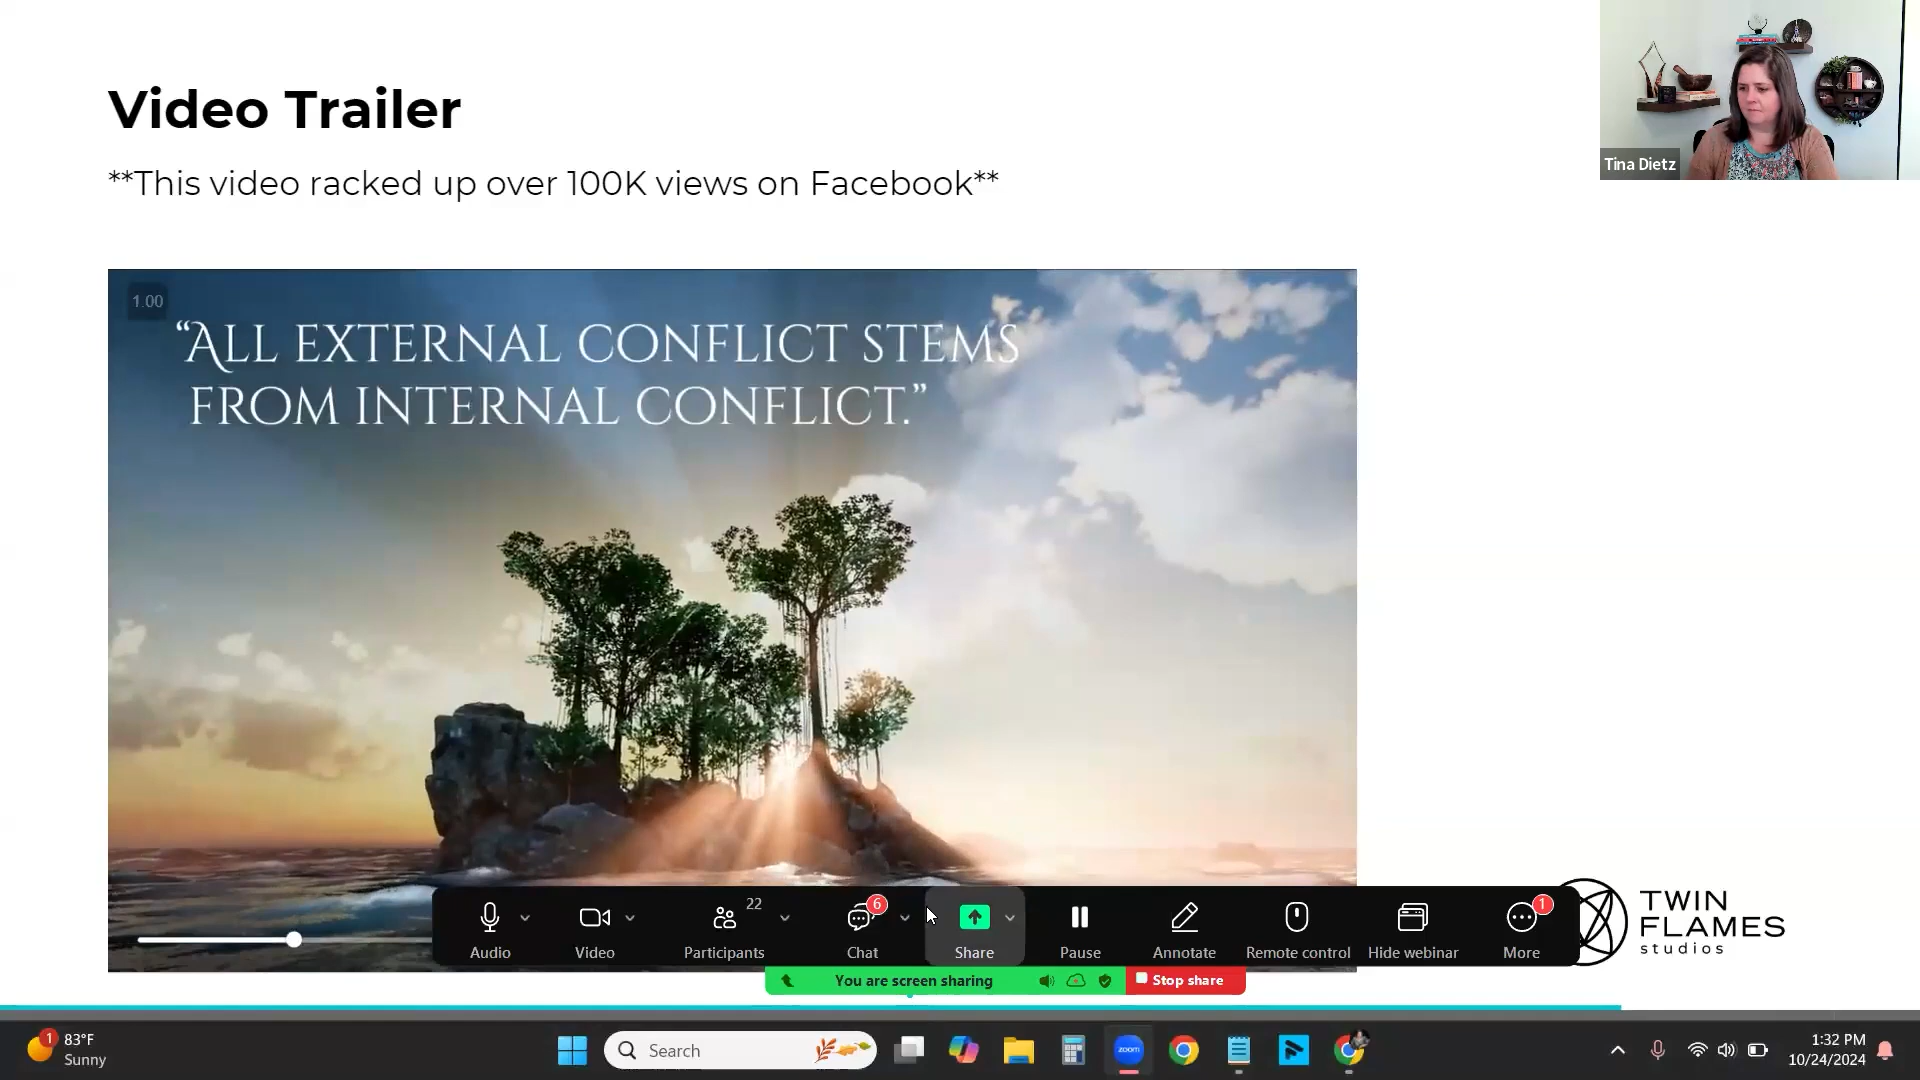 Video Trailer
**This video racked up over 100K views on Facebook**
Tina Dietz
1.00
“ALL EXTERNAL CONFLICT STEMS
FROM INTERNAL CONFLICT.”
22
6
1
Audio
Video
Participants
Chat
Share
Pause
Annotate
Remote control
Hide webinar
More
TWIN
FLAMES
studios
You are screen sharing
Stop share
1
83°F
Sunny
Search
zoom
1:32 PM
10/24/2024